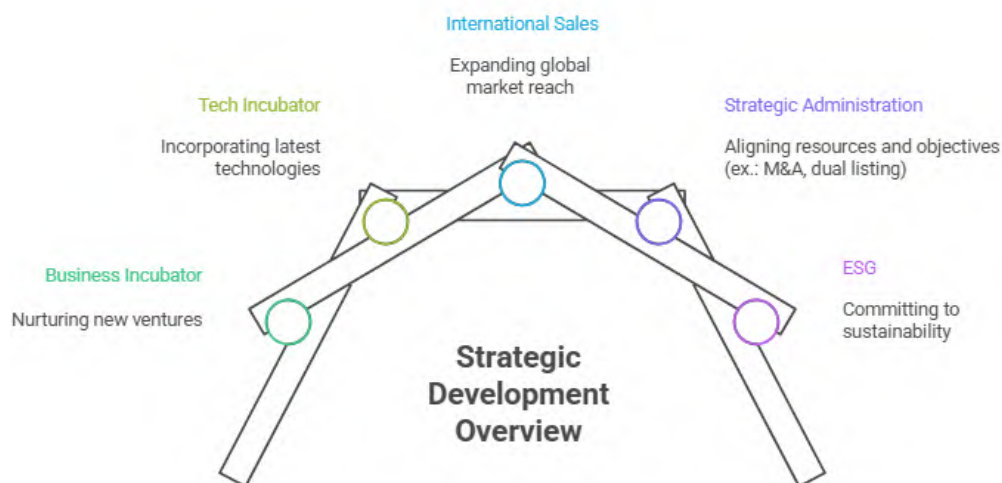 International Sales
Expanding global
market reach
Tech Incubator
Incorporating latest
technologies
Strategic Administration
Aligning resources and objectives
(ex.: M&A, dual listing)
Business Incubator
Nurturing new ventures
ESG
Committing to
sustainability
Strategic
Development
Overview